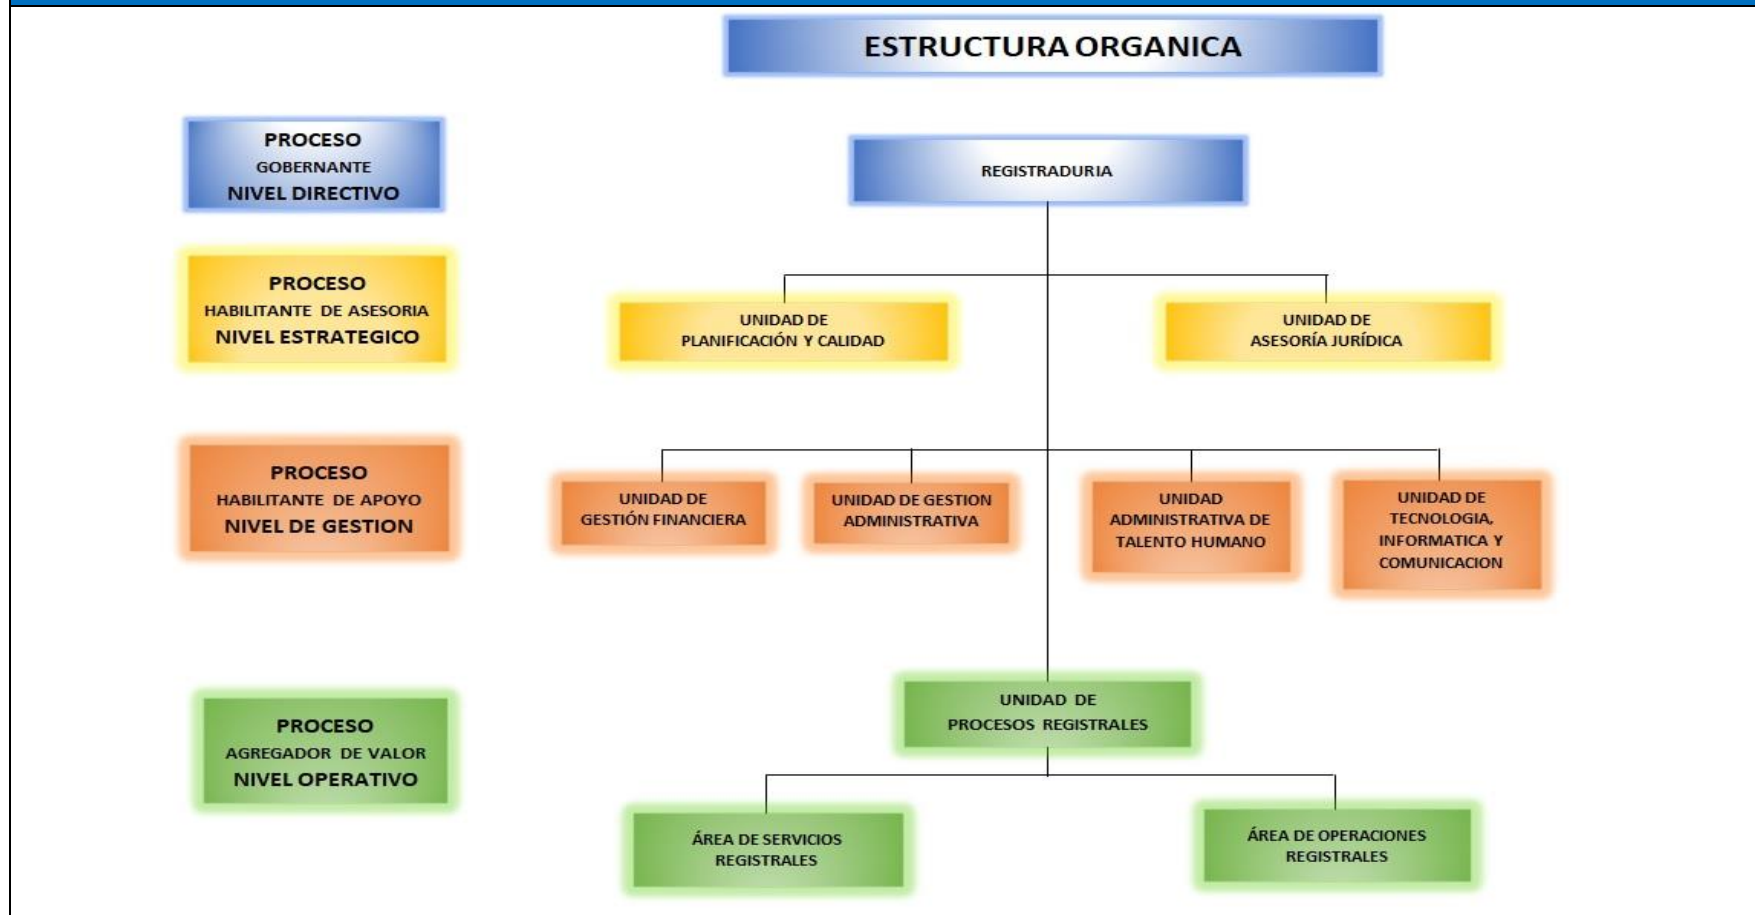 ESTRUCTURA ORGANICA
PROCESO
GOBERNANTE
NIVEL DIRECTIVO
REGISTRADURIA
PROCESO
HABILITANTE DE ASESORIA
NIVEL ESTRATEGICO
UNIDAD DE
PLANIFICACIÓN Y CALIDAD
UNIDAD DE
ASESORÍA JURÍDICA
PROCESO
HABILITANTE DE APOYO
NIVEL DE GESTION
UNIDAD DE
GESTIÓN FINANCIERA
UNIDAD DE GESTION
ADMINISTRATIVA
UNIDAD
ADMINISTRATIVA DE
TALENTO HUMANO
UNIDAD DE
TECNOLOGIA,
INFORMATICA Y
COMUNICACION
PROCESO
AGREGADOR DE VALOR
NIVEL OPERATIVO
UNIDAD DE
PROCESOS REGISTRALES
ÁREA DE SERVICIOS
REGISTRALES
ÁREA DE OPERACIONES
REGISTRALES